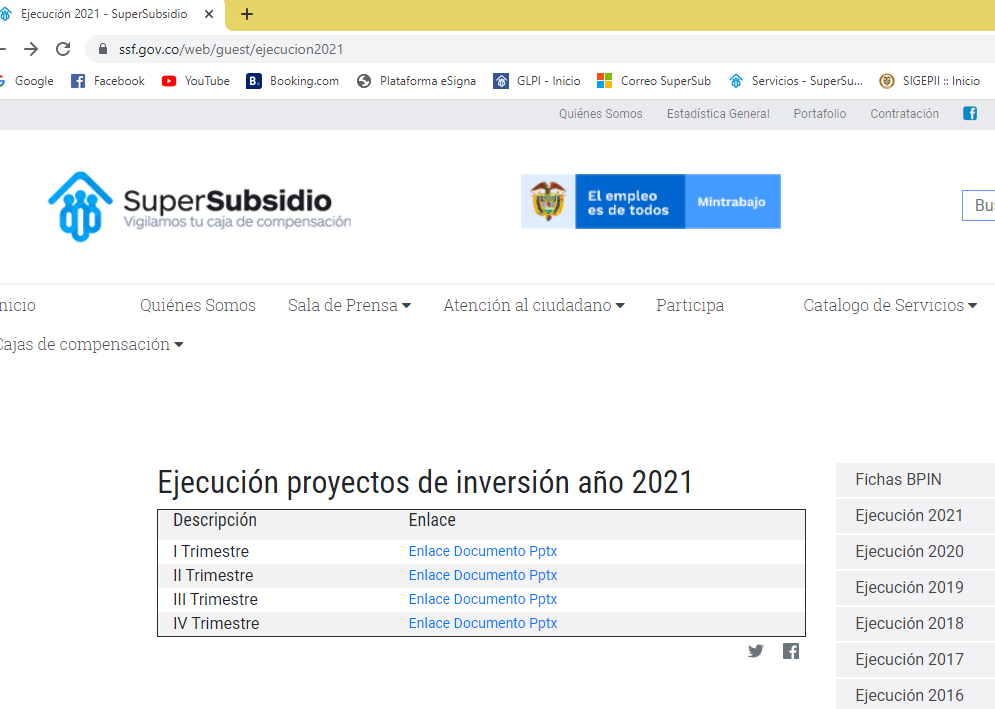 Ejecución 2021 - SuperSubsidio
ssf.gov.co/web/guest/ejecucion2021
Google Facebook YouTube Booking.com Plataforma eSigna GLPI - Inicio Correo SuperSub Servicios - SuperSu... SIGEPII :: Inicio
Quiénes Somos Estadística General Portafolio Contratación
SuperSubsidio
Vigilamos tu caja de compensación
El empleo
es de todos
Mintrabajo
Bus
nicio Quiénes Somos Sala de Prensa Atención al ciudadano Participa Catalogo de Servicios
Cajas de compensación
Ejecución proyectos de inversión año 2021
Descripción Enlace
I Trimestre Enlace Documento Pptx
II Trimestre Enlace Documento Pptx
III Trimestre Enlace Documento Pptx
IV Trimestre Enlace Documento Pptx
Fichas BPIN
Ejecución 2021
Ejecución 2020
Ejecución 2019
Ejecución 2018
Ejecución 2017
Ejecución 2016